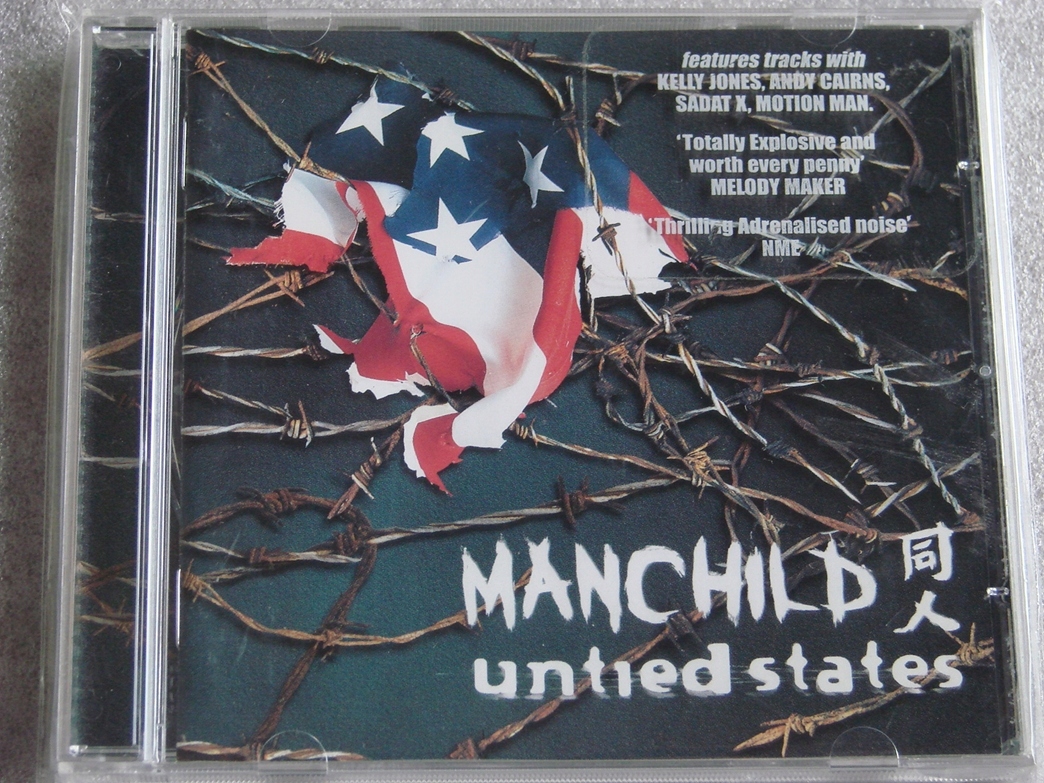 features tracks with
KELLY JONES, ANDY CAIRNS,
SADAT X, MOTION MAN.
‘Totally Explosive and
worth every penny’
MELODY MAKER
‘Thrilling Adrenalised noise’
NME
MANCHILD
同
人
untied states